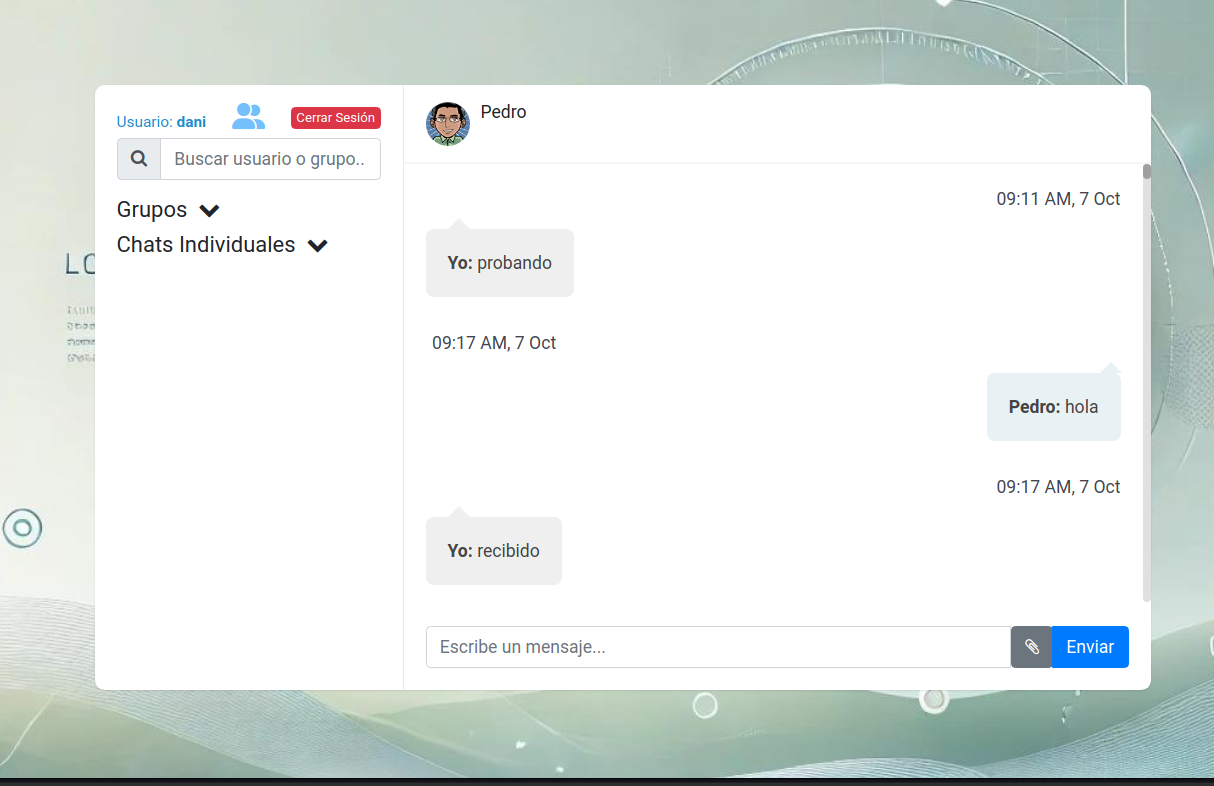 Usuario: dani
Cerrar Sesión
Buscar usuario o grupo..
Grupos
Chats Individuales
Pedro
09:11 AM, 7 Oct
Yo: probando
09:17 AM, 7 Oct
Pedro: hola
09:17 AM, 7 Oct
Yo: recibido
Escribe un mensaje...
Enviar